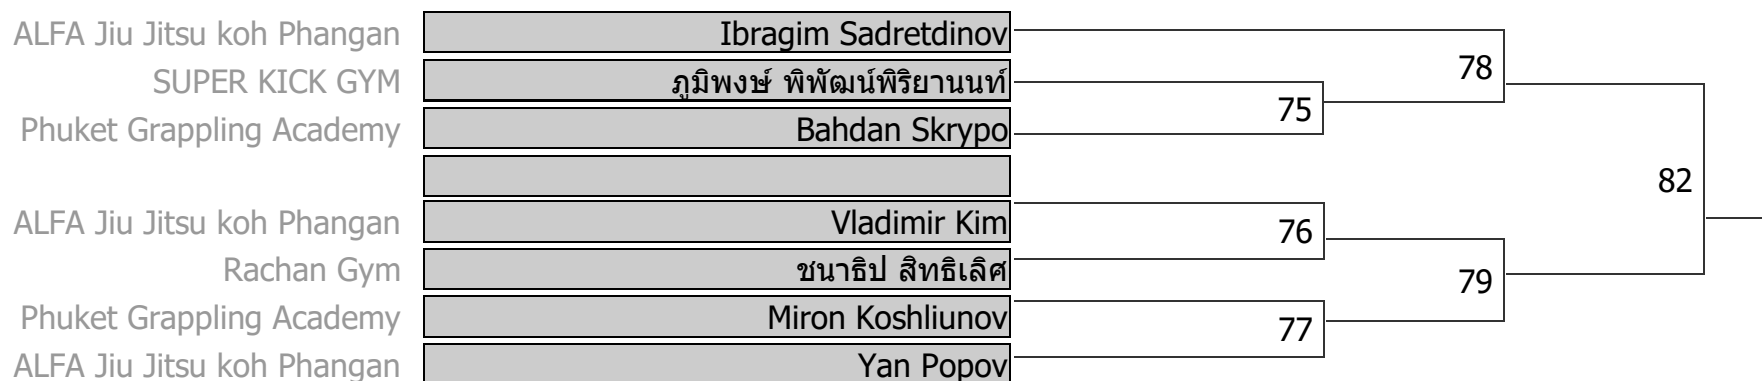 ALFA Jiu Jitsu koh Phangan Ibragim Sadretdinov
78
SUPER KICK GYM ภูมิพงษ์ พิพัฒน์พิริยานนท์
75
Phuket Grappling Academy Bahdan Skrypo
82
ALFA Jiu Jitsu koh Phangan Vladimir Kim
76
Rachan Gym ชนาธิป สิทธิเลิศ
79
Phuket Grappling Academy Miron Koshliunov
77
ALFA Jiu Jitsu koh Phangan Yan Popov